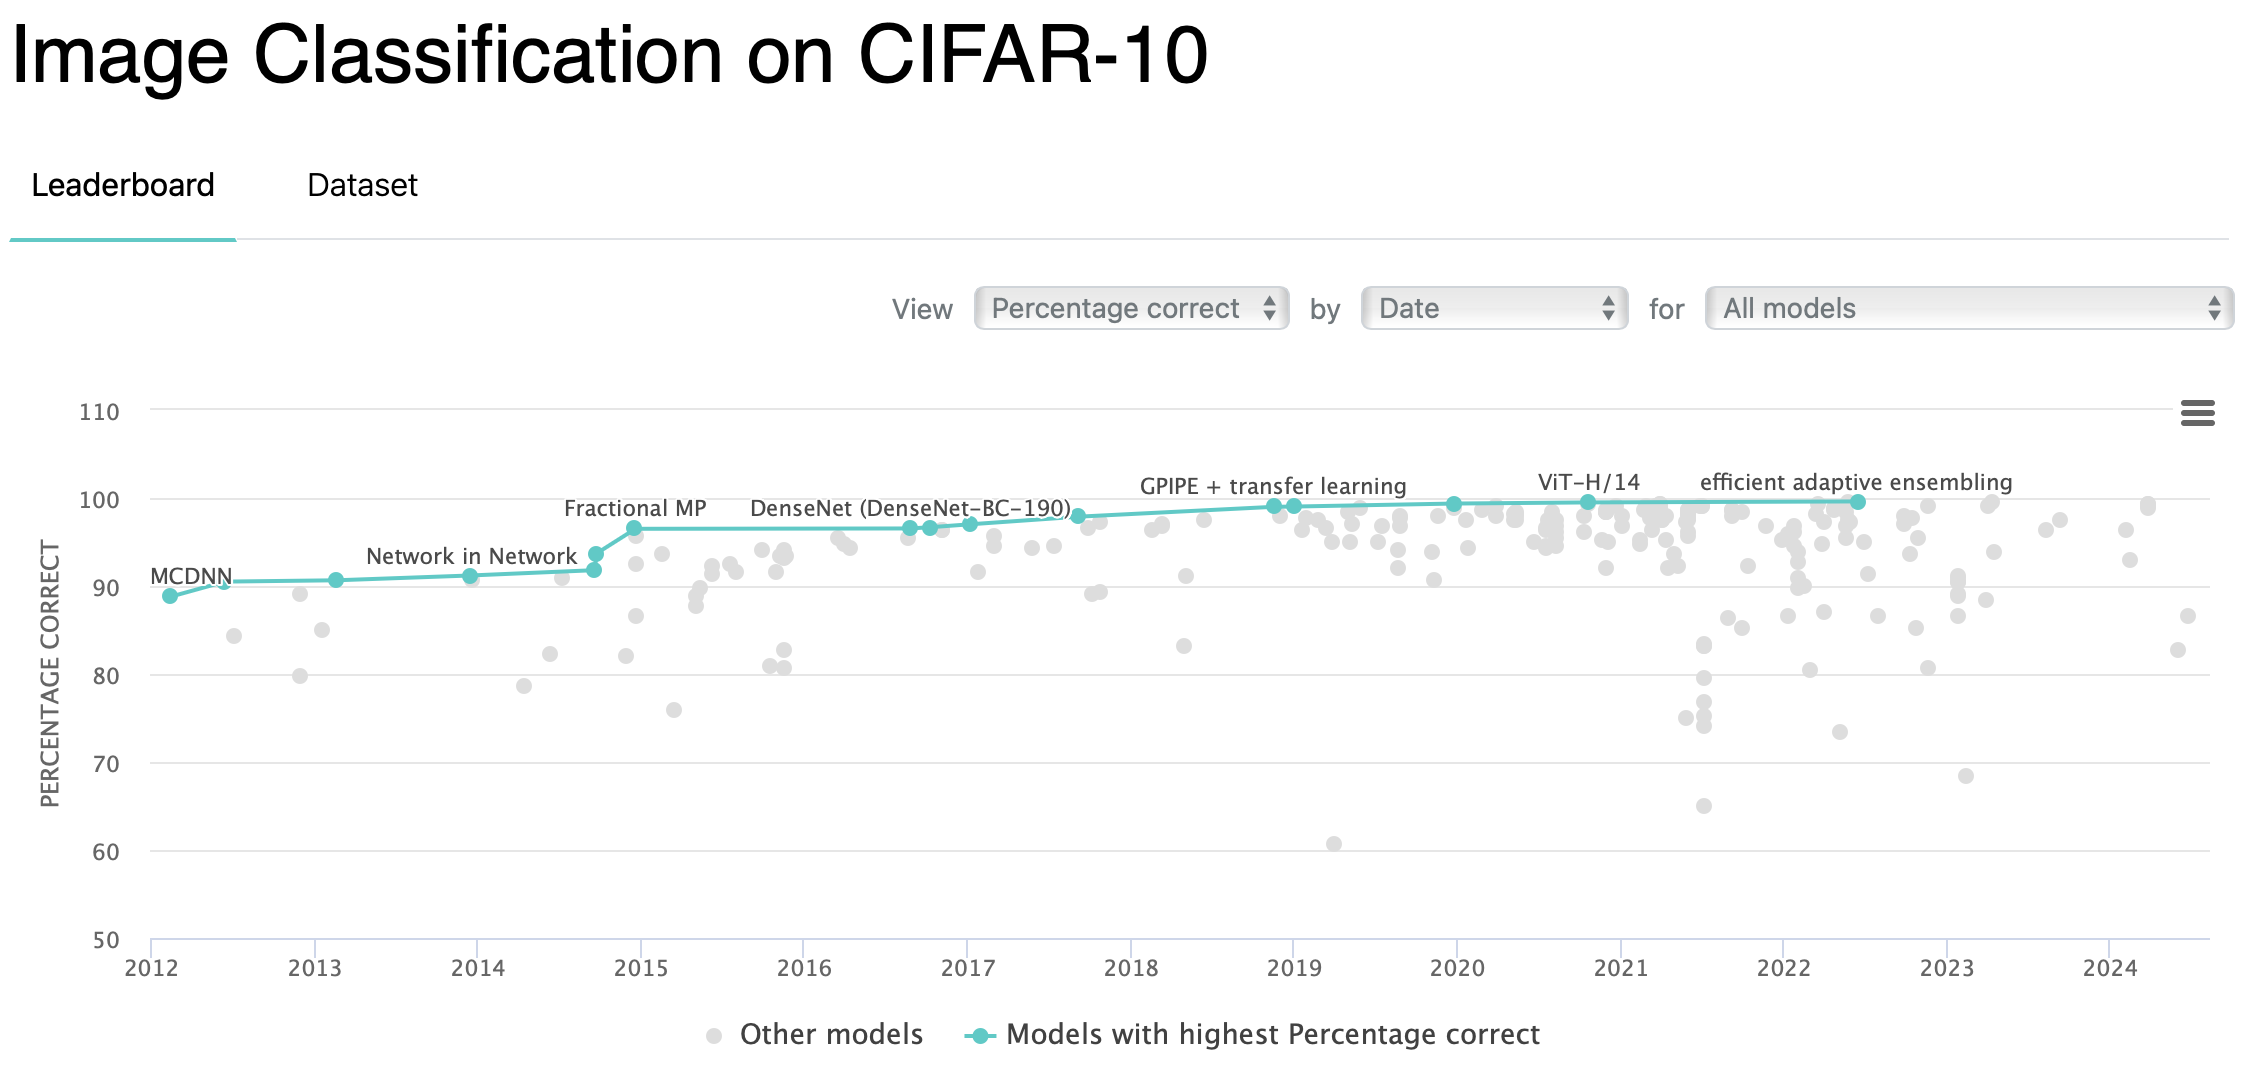 Image Classification on CIFAR-10
Leaderboard Dataset
View Percentage correct by Date for All models
110
100
90
80
70
60
50
PERCENTAGE CORRECT
MCDNN
Network in Network
Fractional MP
DenseNet (DenseNet-BC-190)
GPIPE + transfer learning
ViT-H/14
efficient adaptive ensembling
2012 2013 2014 2015 2016 2017 2018 2019 2020 2021 2022 2023 2024
Other models Models with highest Percentage correct